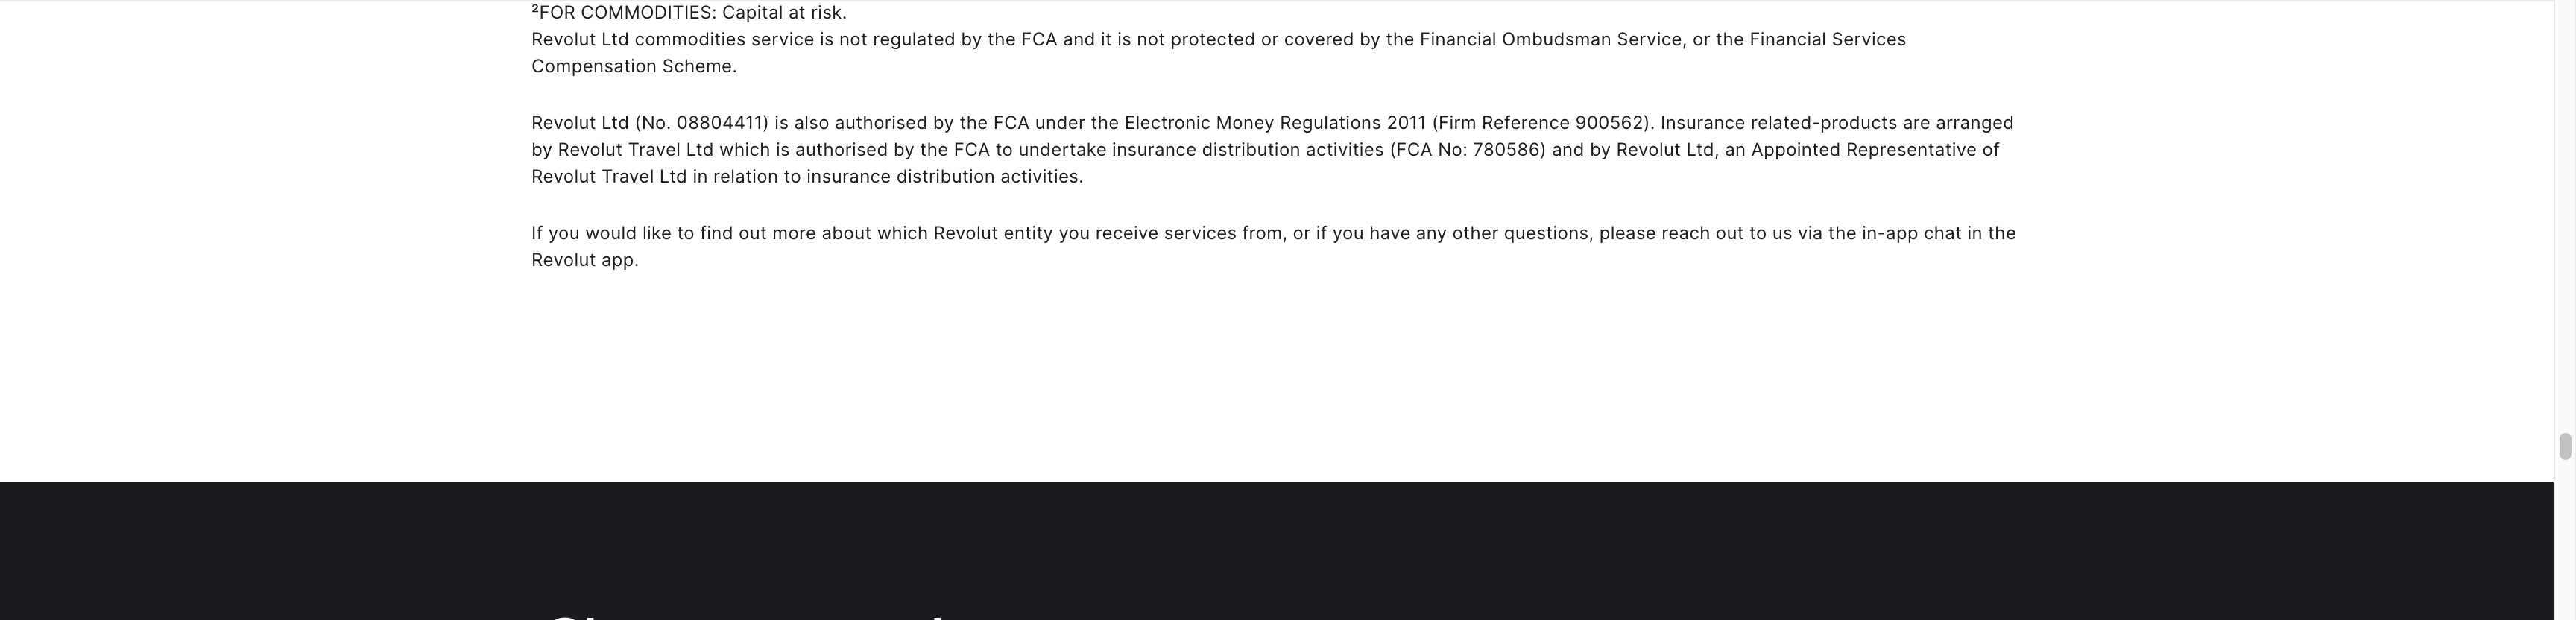 ²FOR COMMODITIES: Capital at risk.
Revolut Ltd commodities service is not regulated by the FCA and it is not protected or covered by the Financial Ombudsman Service, or the Financial Services
Compensation Scheme.
Revolut Ltd (No. 08804411) is also authorised by the FCA under the Electronic Money Regulations 2011 (Firm Reference 900562). Insurance related-products are arranged
by Revolut Travel Ltd which is authorised by the FCA to undertake insurance distribution activities (FCA No: 780586) and by Revolut Ltd, an Appointed Representative of
Revolut Travel Ltd in relation to insurance distribution activities.
If you would like to find out more about which Revolut entity you receive services from, or if you have any other questions, please reach out to us via the in-app chat in the
Revolut app.